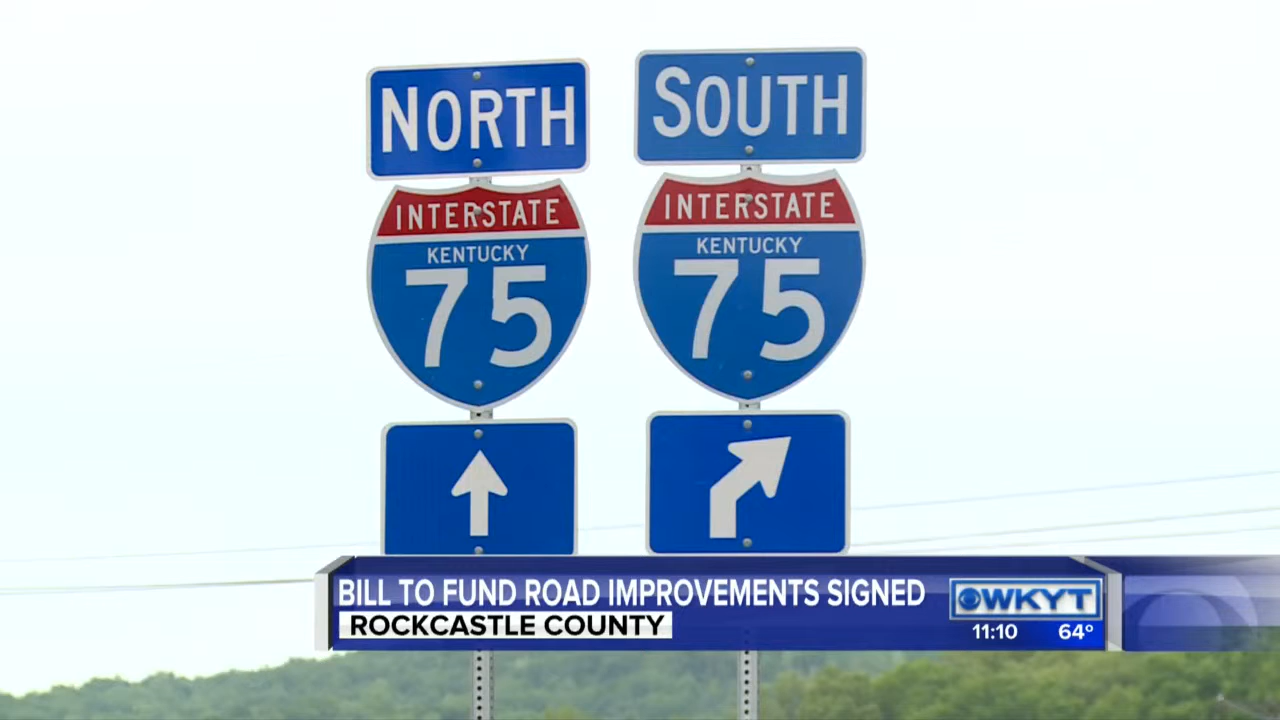 NORTH
INTERSTATE
KENTUCKY
75
SOUTH
INTERSTATE
KENTUCKY
75
BILL TO FUND ROAD IMPROVEMENTS SIGNED
ROCKCASTLE COUNTY
WKYT
11:10 64°